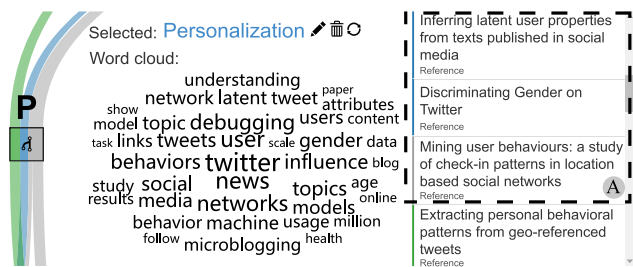 Selected: Personalization
Word cloud:
P
understanding
network latent tweet paper
show attributes
model topic debugging users content
task links tweets user scale gender data
behaviors twitter influence blog
study social news topics age
results media networks models online
behavior machine usage million
follow microblogging health
Inferring latent user properties
from texts published in social
media
Reference
Discriminating Gender on
Twitter
Reference
Mining user behaviours: a study
of check-in patterns in location
based social networks
Reference
A
Extracting personal behavioral
patterns from geo-referenced
tweets
Reference